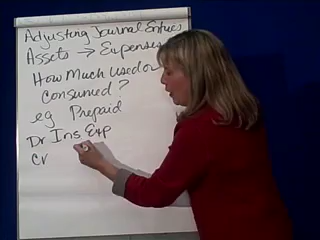 Adjusting Journal Entries
Assets → Expenses
How Much used or
consumed?
eg Prepaid
Dr Ins Exp
Cr